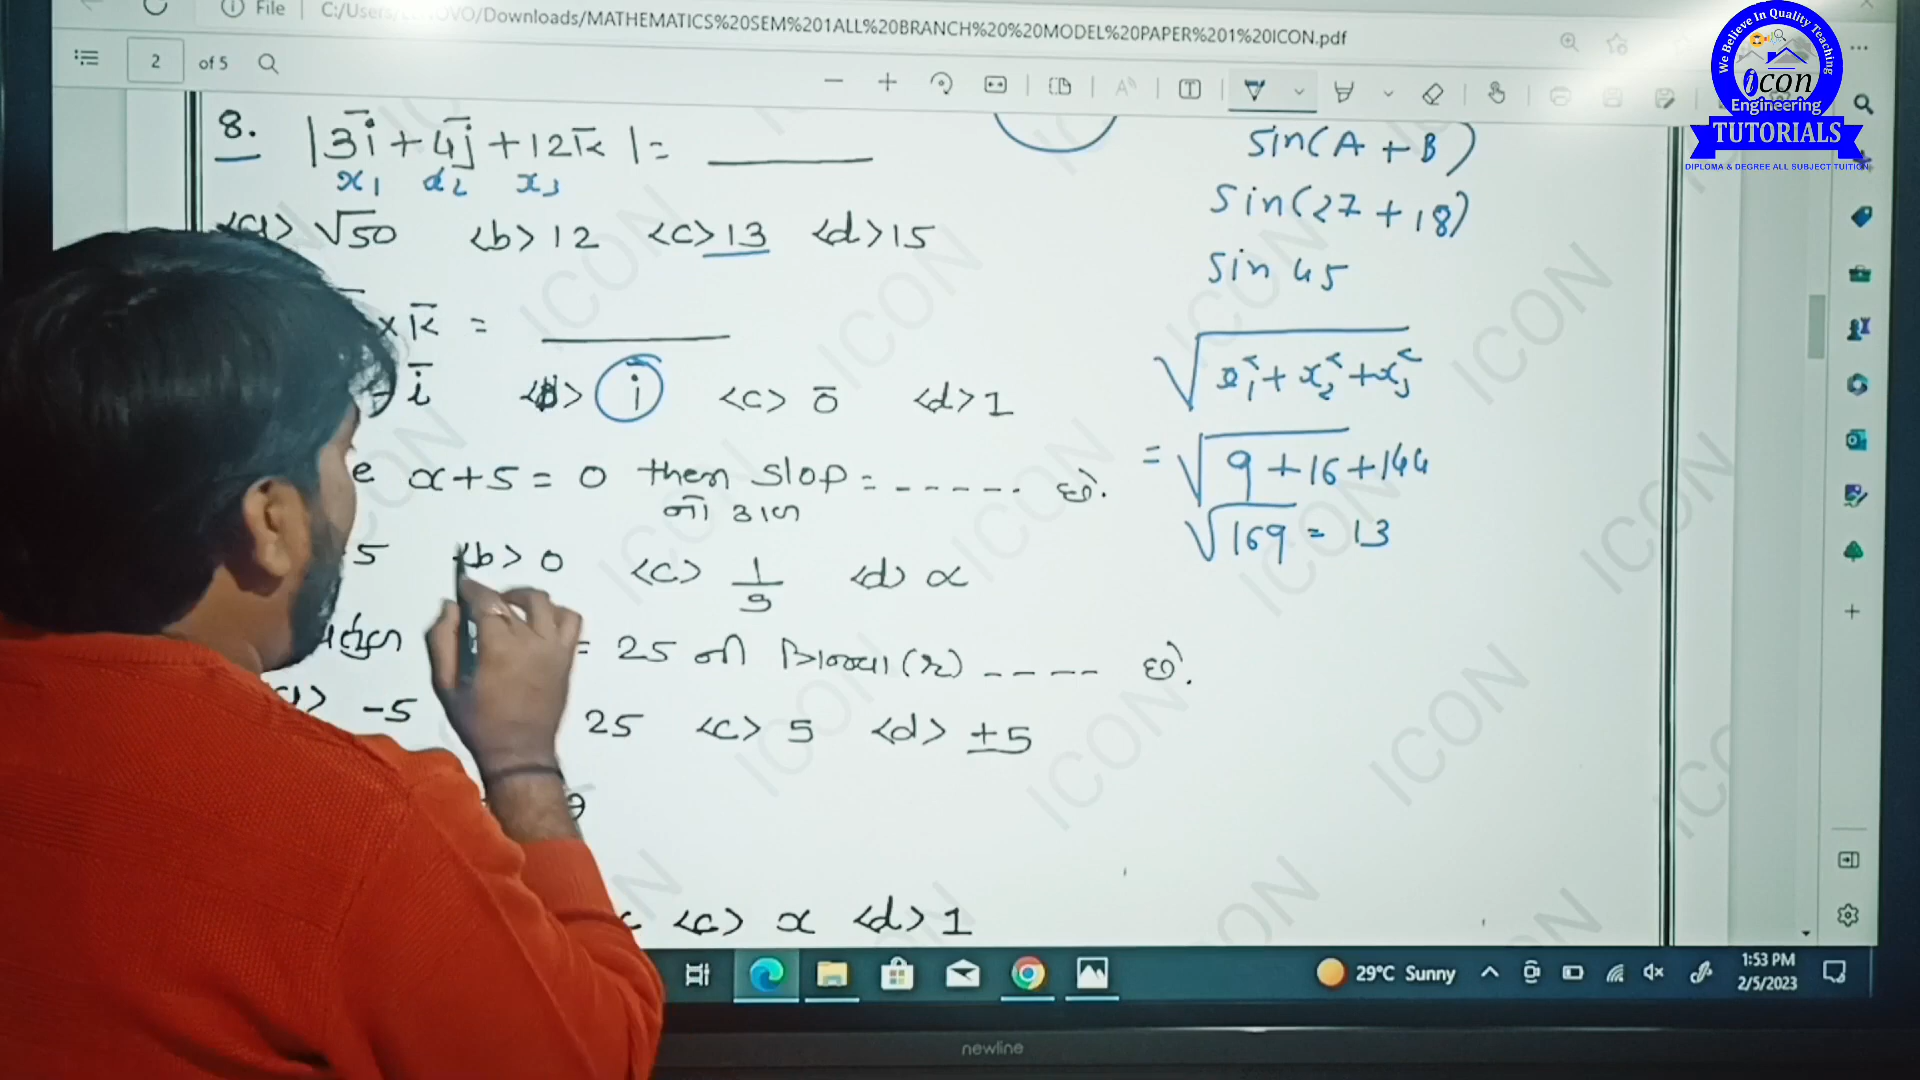 File | C:/Users/LENOVO/Downloads/MATHEMATICS%20SEM%201ALL%20BRANCH%20%20MODEL%20PAPER%201%20ICON.pdf
2 of 5
We Believe In Quality Teaching
icon
Engineering
TUTORIALS
DIPLOMA & DEGREE ALL SUBJECT TUITION
8. |3i̅ + 4j̅ + 12k̅| = ______
x₁ x₂ x₃
<a> √50 <b> 12 <c> 13 <d> 15
× k̅ = ______
- i̅ <b> i <c> 0̅ <d> 1
e x+5 = 0 then slop = ----- છે.
નો ઢાળ
5 <b> 0 <c> 1/5 <d> ∝
વર્તુળ = 25 ની ત્રિજ્યા (r) ---- છે.
<a> -5 25 <c> 5 <d> ±5
θ
<c> x <d> 1
sin(A + B)
sin(27 + 18)
sin 45
√x₁² + x₂² + x₃²
= √9 + 16 + 144
√169 = 13
ICON
29°C Sunny
1:53 PM
2/5/2023
newline